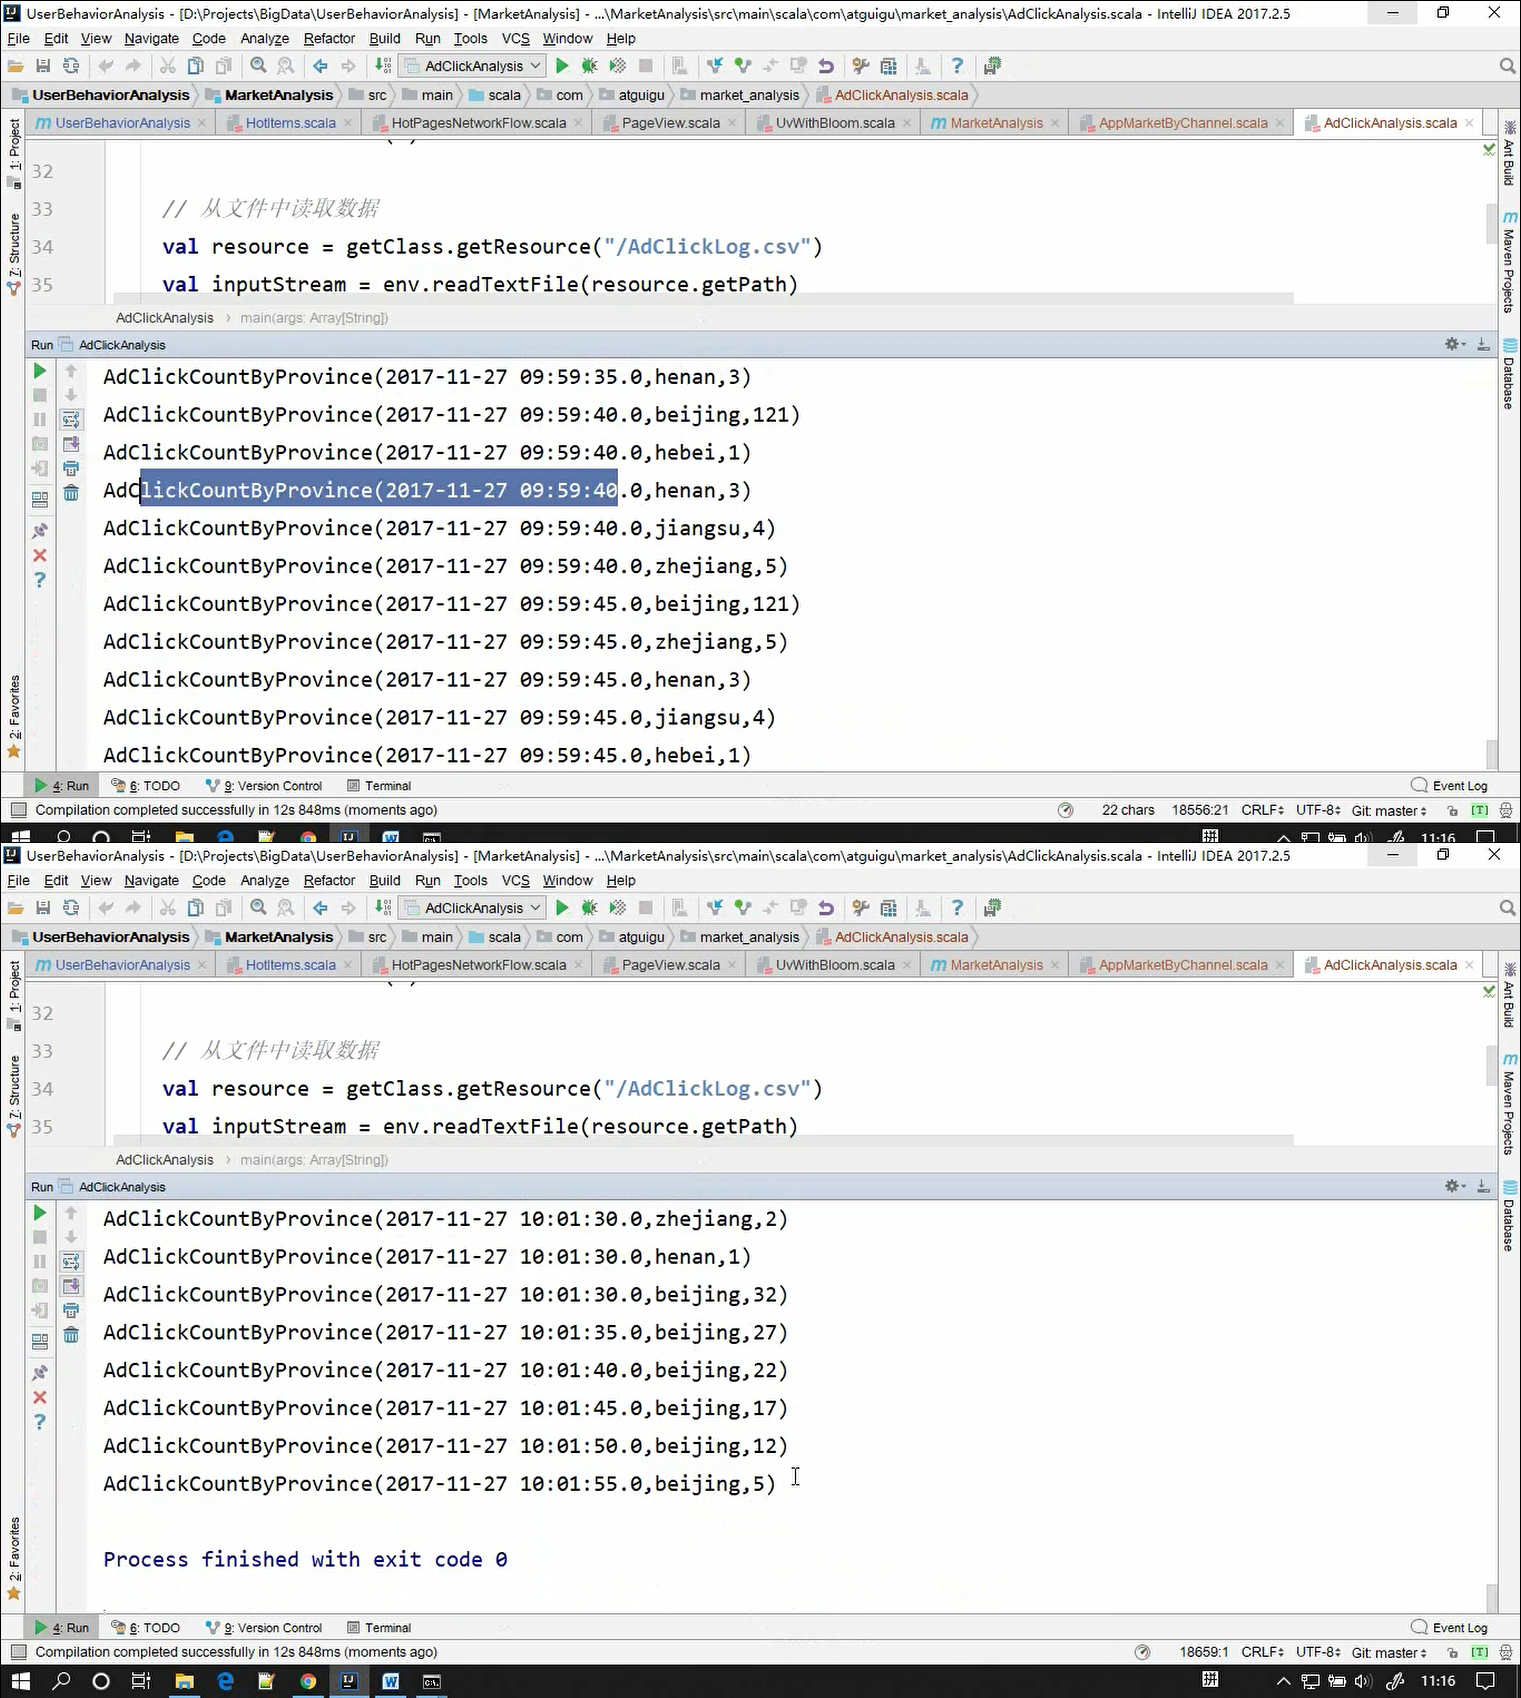 UserBehaviorAnalysis - [D:\Projects\BigData\UserBehaviorAnalysis] - [MarketAnalysis] - ...\MarketAnalysis\src\main\scala\com\atguigu\market_analysis\AdClickAnalysis.scala - IntelliJ IDEA 2017.2.5
File Edit View Navigate Code Analyze Refactor Build Run Tools VCS Window Help
AdClickAnalysis
UserBehaviorAnalysis MarketAnalysis src main scala com atguigu market_analysis AdClickAnalysis.scala
UserBehaviorAnalysis HotItems.scala HotPagesNetworkFlow.scala PageView.scala UvWithBloom.scala MarketAnalysis AppMarketByChannel.scala AdClickAnalysis.scala
1: Project
7: Structure
2: Favorites
Ant Build
Maven Projects
Database
32
33 // 从文件中读取数据
34 val resource = getClass.getResource("/AdClickLog.csv")
35 val inputStream = env.readTextFile(resource.getPath)
AdClickAnalysis › main(args: Array[String])
Run AdClickAnalysis
AdClickCountByProvince(2017-11-27 09:59:35.0,henan,3)
AdClickCountByProvince(2017-11-27 09:59:40.0,beijing,121)
AdClickCountByProvince(2017-11-27 09:59:40.0,hebei,1)
AdClickCountByProvince(2017-11-27 09:59:40.0,henan,3)
AdClickCountByProvince(2017-11-27 09:59:40.0,jiangsu,4)
AdClickCountByProvince(2017-11-27 09:59:40.0,zhejiang,5)
AdClickCountByProvince(2017-11-27 09:59:45.0,beijing,121)
AdClickCountByProvince(2017-11-27 09:59:45.0,zhejiang,5)
AdClickCountByProvince(2017-11-27 09:59:45.0,henan,3)
AdClickCountByProvince(2017-11-27 09:59:45.0,jiangsu,4)
AdClickCountByProvince(2017-11-27 09:59:45.0,hebei,1)
4: Run 6: TODO 9: Version Control Terminal Event Log
Compilation completed successfully in 12s 848ms (moments ago) 22 chars 18556:21 CRLF UTF-8 Git: master [T]
拼 11:16
UserBehaviorAnalysis - [D:\Projects\BigData\UserBehaviorAnalysis] - [MarketAnalysis] - ...\MarketAnalysis\src\main\scala\com\atguigu\market_analysis\AdClickAnalysis.scala - IntelliJ IDEA 2017.2.5
File Edit View Navigate Code Analyze Refactor Build Run Tools VCS Window Help
AdClickAnalysis
UserBehaviorAnalysis MarketAnalysis src main scala com atguigu market_analysis AdClickAnalysis.scala
UserBehaviorAnalysis HotItems.scala HotPagesNetworkFlow.scala PageView.scala UvWithBloom.scala MarketAnalysis AppMarketByChannel.scala AdClickAnalysis.scala
1: Project
7: Structure
2: Favorites
Ant Build
Maven Projects
Database
32
33 // 从文件中读取数据
34 val resource = getClass.getResource("/AdClickLog.csv")
35 val inputStream = env.readTextFile(resource.getPath)
AdClickAnalysis › main(args: Array[String])
Run AdClickAnalysis
AdClickCountByProvince(2017-11-27 10:01:30.0,zhejiang,2)
AdClickCountByProvince(2017-11-27 10:01:30.0,henan,1)
AdClickCountByProvince(2017-11-27 10:01:30.0,beijing,32)
AdClickCountByProvince(2017-11-27 10:01:35.0,beijing,27)
AdClickCountByProvince(2017-11-27 10:01:40.0,beijing,22)
AdClickCountByProvince(2017-11-27 10:01:45.0,beijing,17)
AdClickCountByProvince(2017-11-27 10:01:50.0,beijing,12)
AdClickCountByProvince(2017-11-27 10:01:55.0,beijing,5)
Process finished with exit code 0
4: Run 6: TODO 9: Version Control Terminal Event Log
Compilation completed successfully in 12s 848ms (moments ago) 18659:1 CRLF UTF-8 Git: master [T]
拼 11:16